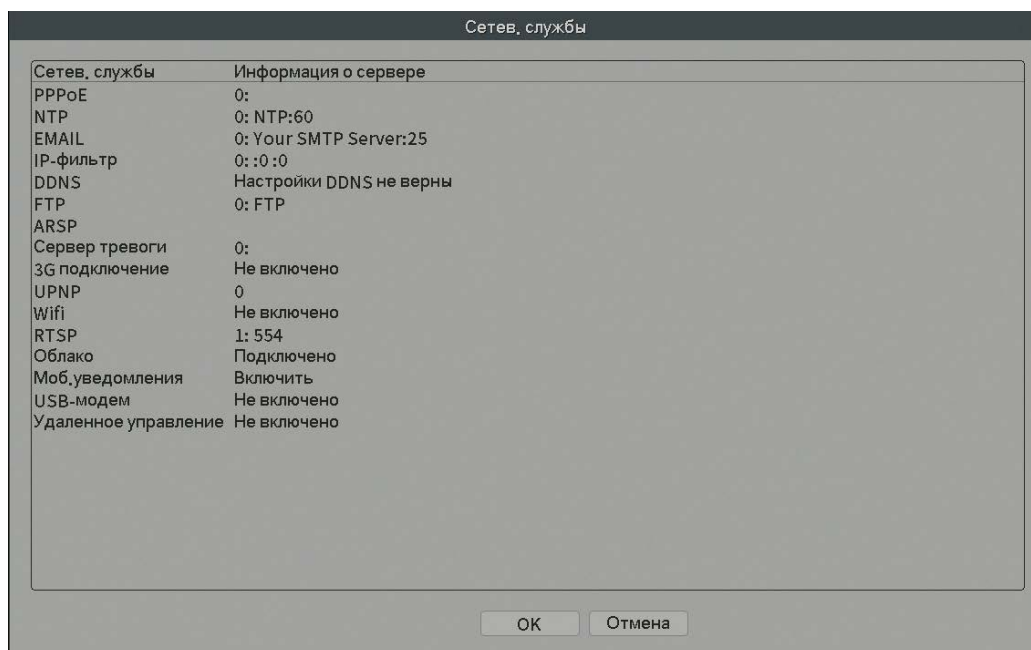 Сетев. службы
Сетев. службы Информация о сервере
PPPoE 0:
NTP 0: NTP:60
EMAIL 0: Your SMTP Server:25
IP-фильтр 0: :0 :0
DDNS Настройки DDNS не верны
FTP 0: FTP
ARSP
Сервер тревоги 0:
3G подключение Не включено
UPNP 0
Wifi Не включено
RTSP 1: 554
Облако Подключено
Моб.уведомления Включить
USB-модем Не включено
Удаленное управление Не включено
OK Отмена